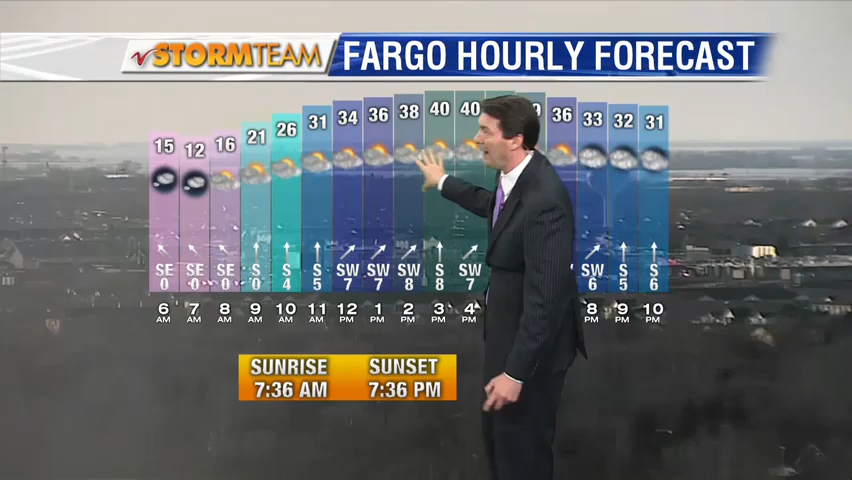 VSTORMTEAM
FARGO HOURLY FORECAST
15 12 16 21 26 31 34 36 38 40 40 36 33 32 31
SE SE SE S S S SW SW SW S SW SW S S
0 0 0 0 4 5 7 7 8 8 7 6 5 6
6 7 8 9 10 11 12 1 2 3 4 8 9 10
AM AM AM AM AM AM PM PM PM PM PM PM PM PM
SUNRISE SUNSET
7:36 AM 7:36 PM